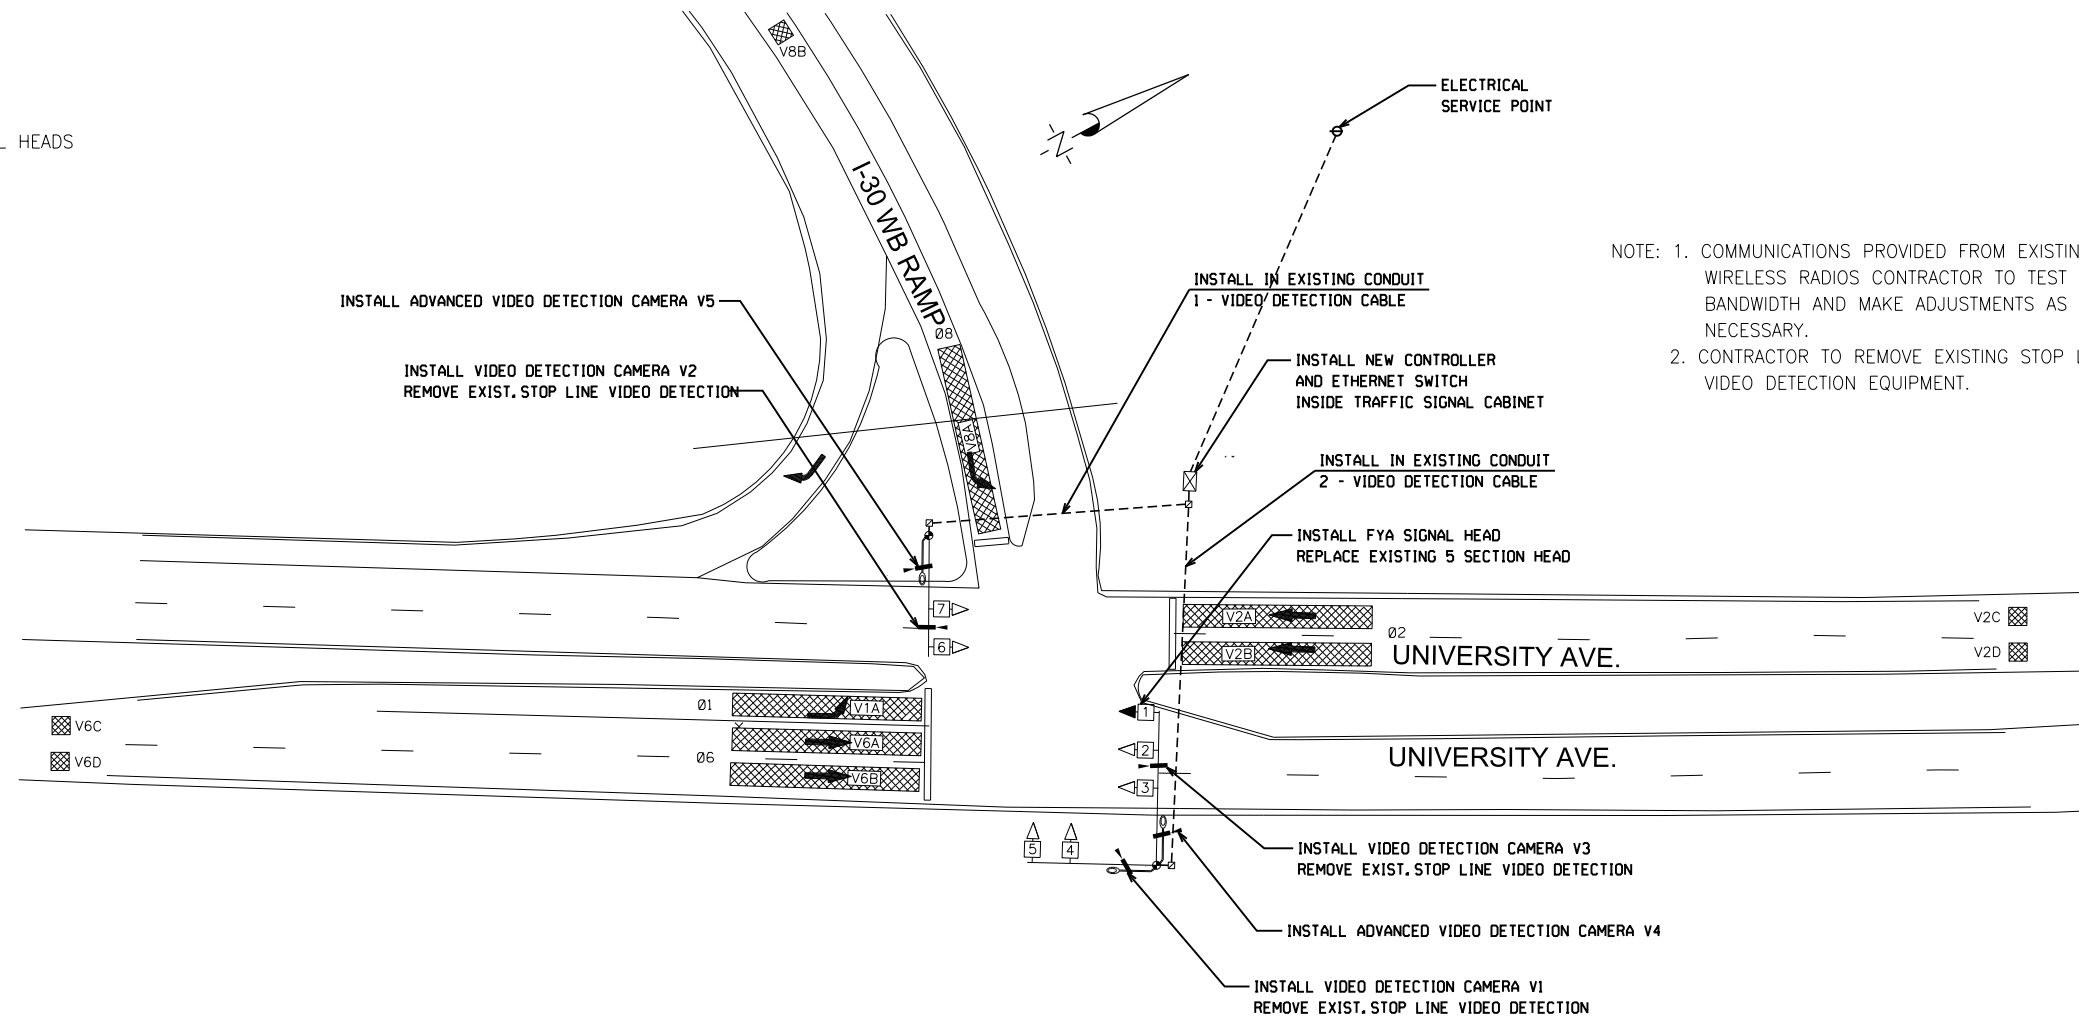 V8B
ELECTRICAL
SERVICE POINT
HEADS
N
I-30 WB RAMP
NOTE: 1. COMMUNICATIONS PROVIDED FROM
WIRELESS RADIOS CONTRACTOR TO TEST
BANDWIDTH AND MAKE ADJUSTMENTS AS
NECESSARY.
2. CONTRACTOR TO REMOVE EXISTING STOP
VIDEO DETECTION EQUIPMENT.
INSTALL IN EXISTING CONDUIT
1 - VIDEO DETECTION CABLE
INSTALL ADVANCED VIDEO DETECTION CAMERA V5
Ø8
INSTALL VIDEO DETECTION CAMERA V2
REMOVE EXIST. STOP LINE VIDEO DETECTION
INSTALL NEW CONTROLLER
AND ETHERNET SWITCH
INSIDE TRAFFIC SIGNAL CABINET
V8A
INSTALL IN EXISTING CONDUIT
2 - VIDEO DETECTION CABLE
INSTALL FYA SIGNAL HEAD
REPLACE EXISTING 5 SECTION HEAD
7
6
V2A
V2B
Ø2
V2C
V2D
UNIVERSITY AVE.
Ø1
V1A
V6A
Ø6
V6B
V6C
V6D
1
2
3
UNIVERSITY AVE.
5
4
INSTALL VIDEO DETECTION CAMERA V3
REMOVE EXIST. STOP LINE VIDEO DETECTION
INSTALL ADVANCED VIDEO DETECTION CAMERA V4
INSTALL VIDEO DETECTION CAMERA V1
REMOVE EXIST. STOP LINE VIDEO DETECTION